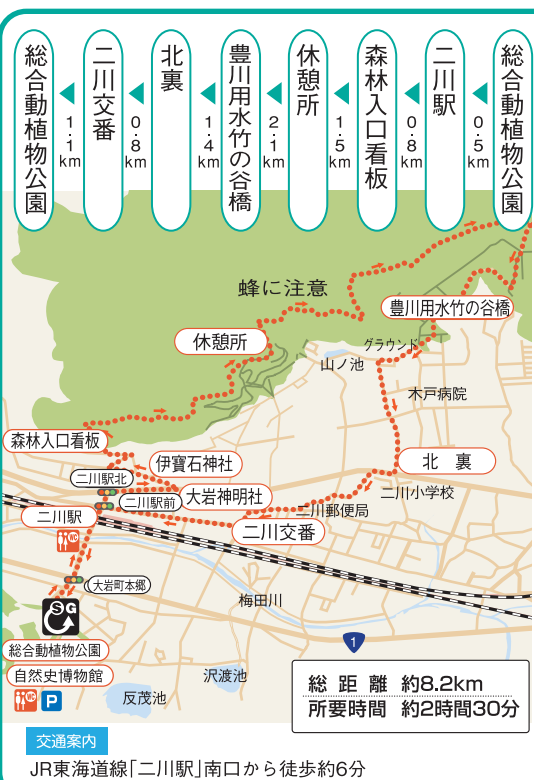 総合動植物公園
0.5km
二川駅
0.8km
森林入口看板
1.5km
休憩所
2.1km
豊川用水竹の谷橋
1.4km
北裏
0.8km
二川交番
1.1km
総合動植物公園
蜂に注意
豊川用水竹の谷橋
休憩所
グラウンド
山ノ池
木戸病院
森林入口看板
伊寶石神社
北裏
二川駅北
大岩神明社
二川小学校
二川駅前
二川郵便局
二川駅
二川交番
WC
大岩町本郷
梅田川
S G
1
総合動植物公園
自然史博物館
沢渡池
WC P
反茂池
総距離 約8.2km
所要時間 約2時間30分
交通案内
JR東海道線「二川駅」南口から徒歩約6分